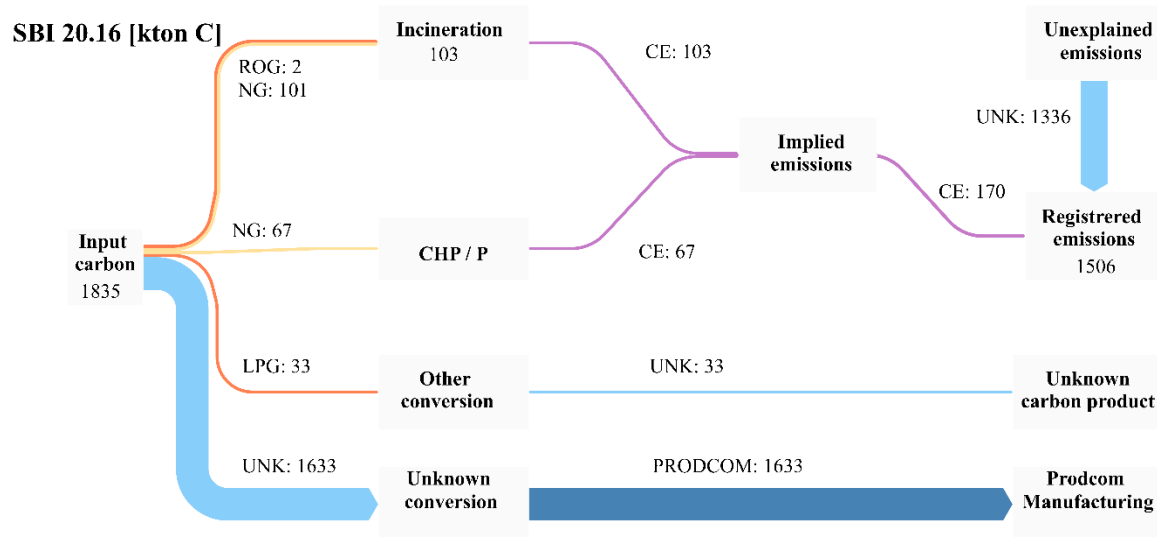 SBI 20.16 [kton C]
Incineration
103
ROG: 2
NG: 101
CE: 103
Unexplained
emissions
UNK: 1336
Implied
emissions
CE: 170
NG: 67
CHP / P
CE: 67
Registrered
emissions
1506
Input
carbon
1835
LPG: 33
Other
conversion
UNK: 33
Unknown
carbon product
UNK: 1633
Unknown
conversion
PRODCOM: 1633
Prodcom
Manufacturing